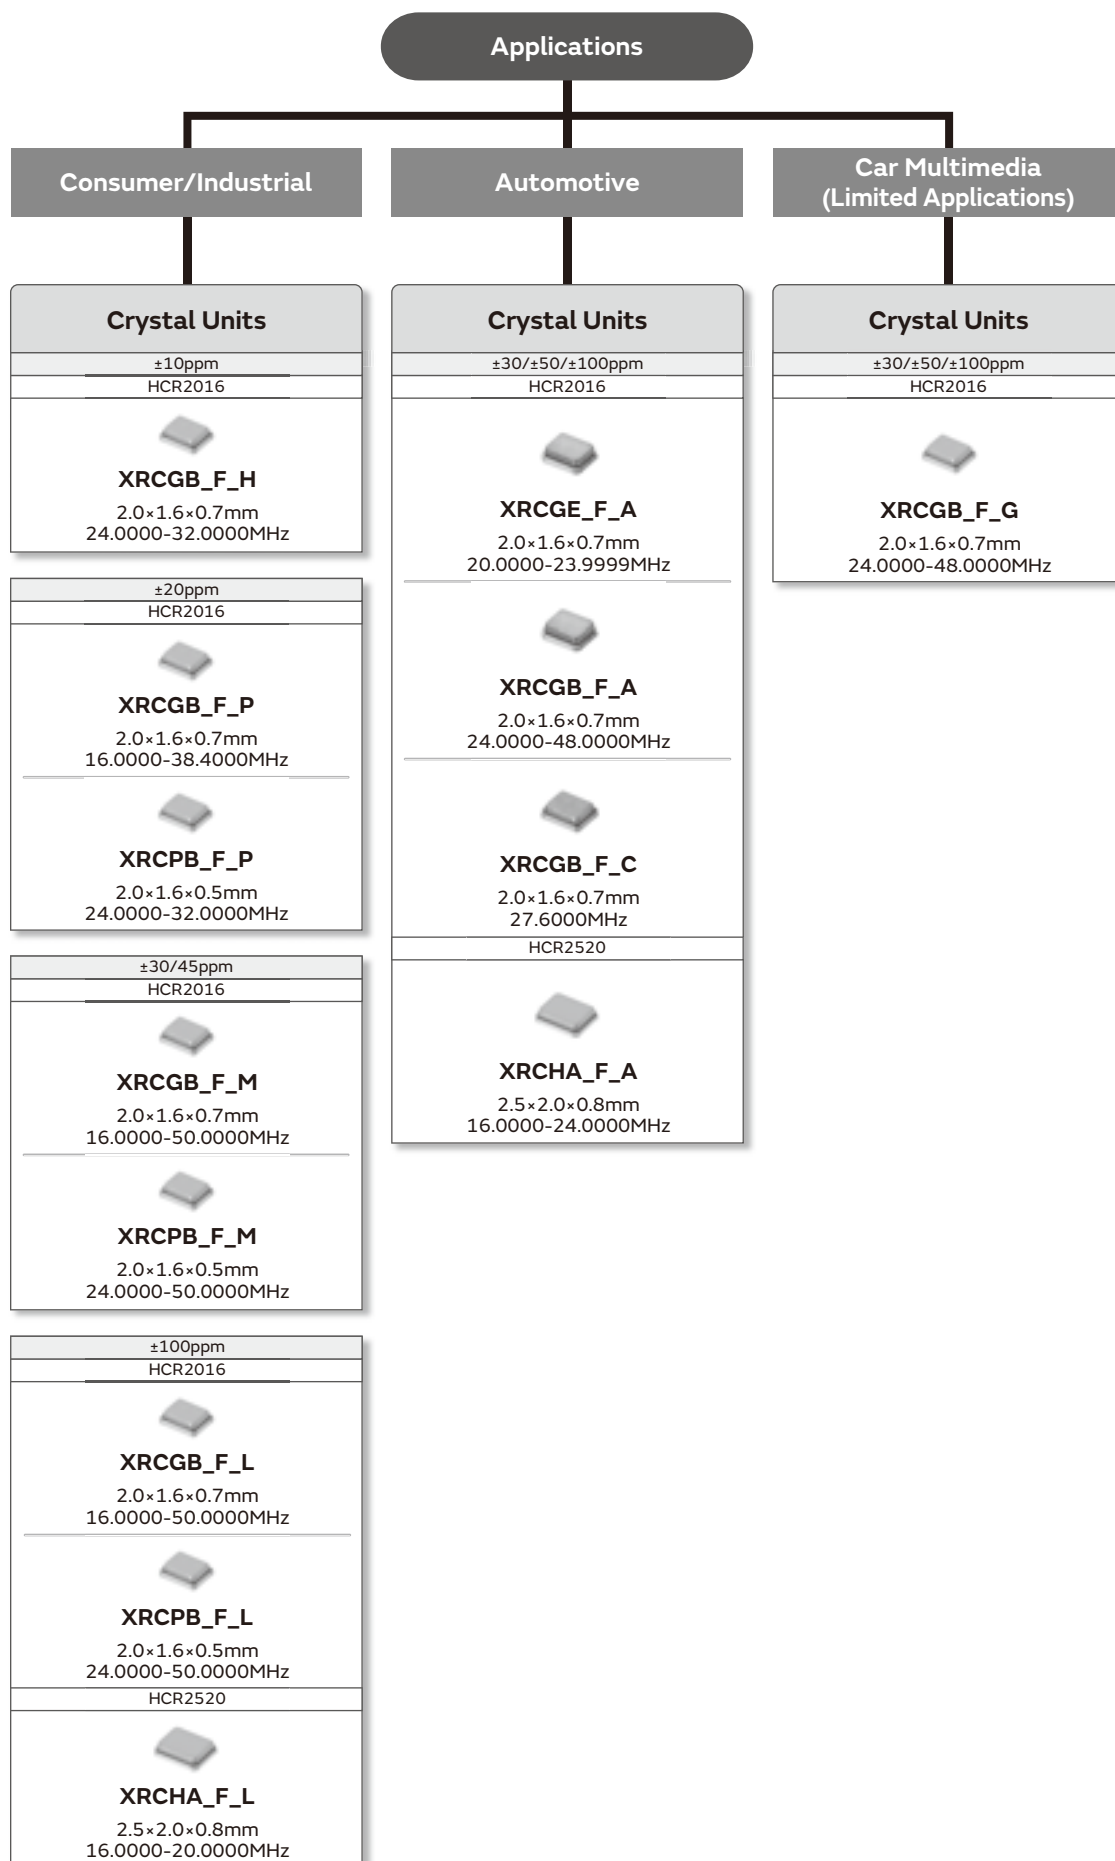 Applications
Consumer/Industrial
Crystal Units
±10ppm
HCR2016
XRCGB_F_H
2.0×1.6×0.7mm
24.0000-32.0000MHz
±20ppm
HCR2016
XRCGB_F_P
2.0×1.6×0.7mm
16.0000-38.4000MHz
XRCPB_F_P
2.0×1.6×0.5mm
24.0000-32.0000MHz
±30/45ppm
HCR2016
XRCGB_F_M
2.0×1.6×0.7mm
16.0000-50.0000MHz
XRCPB_F_M
2.0×1.6×0.5mm
24.0000-50.0000MHz
±100ppm
HCR2016
XRCGB_F_L
2.0×1.6×0.7mm
16.0000-50.0000MHz
XRCPB_F_L
2.0×1.6×0.5mm
24.0000-50.0000MHz
HCR2520
XRCHA_F_L
2.5×2.0×0.8mm
16.0000-20.0000MHz
Automotive
Crystal Units
±30/±50/±100ppm
HCR2016
XRCGE_F_A
2.0×1.6×0.7mm
20.0000-23.9999MHz
XRCGB_F_A
2.0×1.6×0.7mm
24.0000-48.0000MHz
XRCGB_F_C
2.0×1.6×0.7mm
27.6000MHz
HCR2520
XRCHA_F_A
2.5×2.0×0.8mm
16.0000-24.0000MHz
Car Multimedia
(Limited Applications)
Crystal Units
±30/±50/±100ppm
HCR2016
XRCGB_F_G
2.0×1.6×0.7mm
24.0000-48.0000MHz